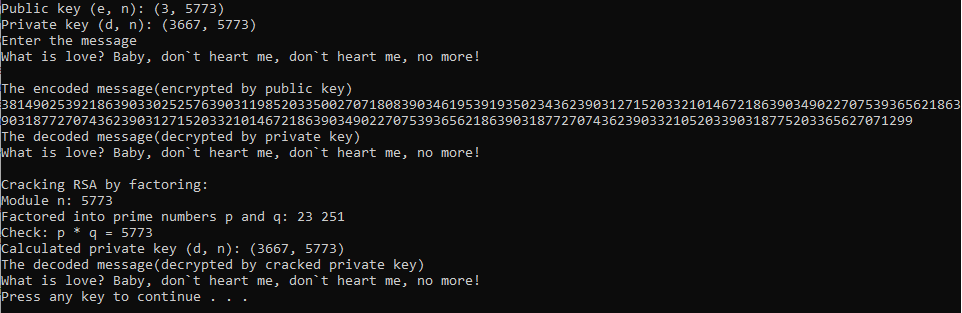 Public key (e, n): (3, 5773)
Private key (d, n): (3667, 5773)
Enter the message
What is love? Baby, don`t heart me, don`t heart me, no more!
The encoded message(encrypted by public key)
381490253921863903302525763903119852033500270718083903461953919350234362390312715203321014672186390349022707539365621863
903187727074362390312715203321014672186390349022707539365621863903187727074362390332105203390318775203365627071299
The decoded message(decrypted by private key)
What is love? Baby, don`t heart me, don`t heart me, no more!
Cracking RSA by factoring:
Module n: 5773
Factored into prime numbers p and q: 23 251
Check: p * q = 5773
Calculated private key (d, n): (3667, 5773)
The decoded message(decrypted by cracked private key)
What is love? Baby, don`t heart me, don`t heart me, no more!
Press any key to continue . . .